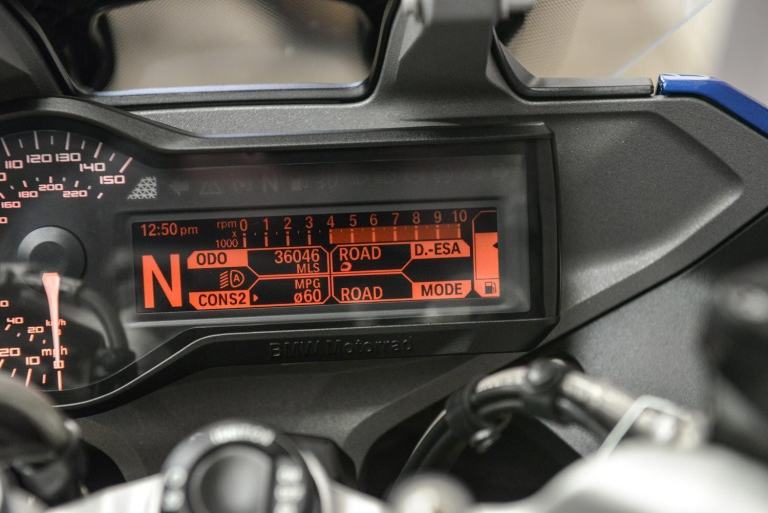 110 120 130 140 150
160 180 200 220
12:50 pm
rpm x 1000
0 1 2 3 4 5 6 7 8 9 10
N
ODO 36046 MLS
ROAD D.-ESA
CONS2 MPG ø60
ROAD MODE
40 20 km/h
20 10 mph
BMW Motorrad